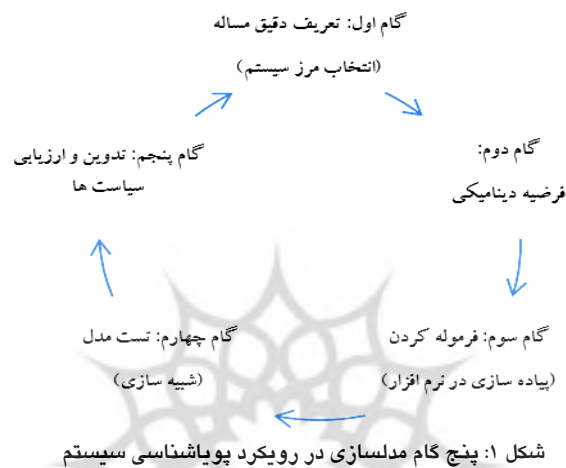 گام اول: تعریف دقیق مساله
(انتخاب مرز سیستم)
گام دوم:
فرضیه دینامیکی
گام سوم: فرموله کردن
(پیاده سازی در نرم افزار)
گام چهارم: تست مدل
(شبیه سازی)
گام پنجم: تدوین و ارزیابی
سیاست ها
شکل ۱: پنج گام مدلسازی در رویکرد پویاشناسی سیستم